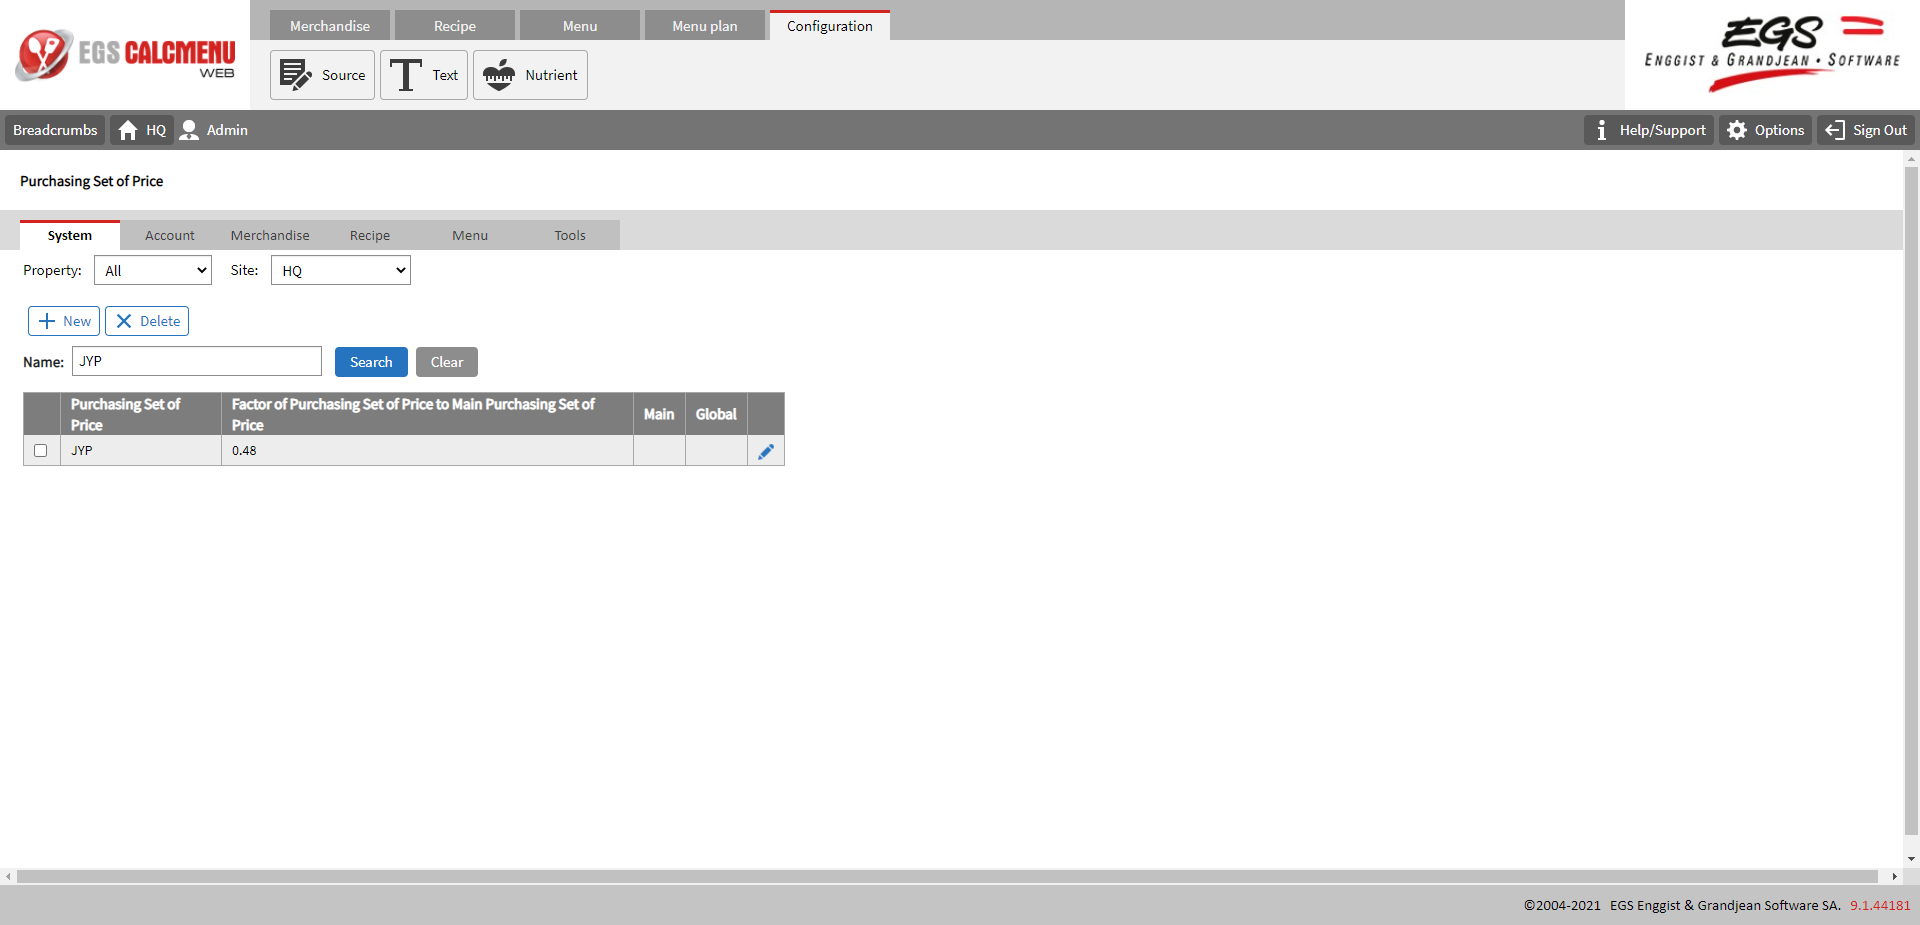 EGS CALCMENU
WEB
Merchandise
Recipe
Menu
Menu plan
Configuration
Source
Text
Nutrient
EGS
ENGGIST & GRANDJEAN • SOFTWARE
Breadcrumbs
HQ
Admin
Help/Support
Options
Sign Out
Purchasing Set of Price
System
Account
Merchandise
Recipe
Menu
Tools
Property:
All
Site:
HQ
New
Delete
Name:
JYP
Search
Clear
Purchasing Set of
Price
Factor of Purchasing Set of Price to Main Purchasing Set of
Price
Main
Global
JYP
0.48
©2004-2021 EGS Enggist & Grandjean Software SA. 9.1.44181